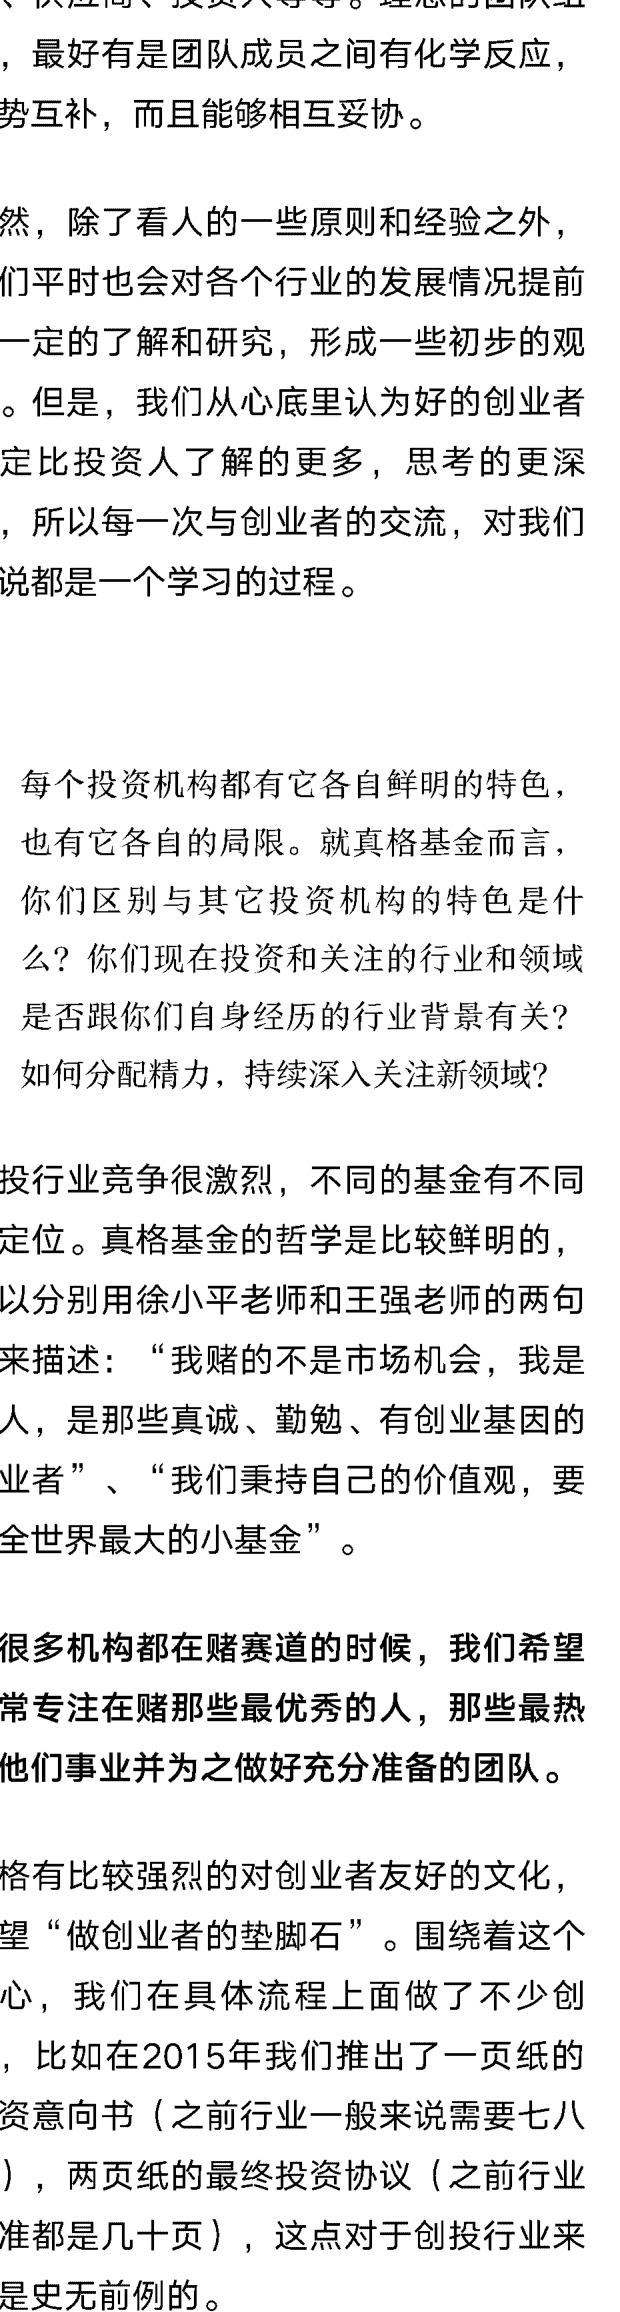 、供应商、投资人等等。理想的团队组
，最好有是团队成员之间有化学反应，
势互补，而且能够相互妥协。
然，除了看人的一些原则和经验之外，
们平时也会对各个行业的发展情况提前
一定的了解和研究，形成一些初步的观
。但是，我们从心底里认为好的创业者
定比投资人了解的更多，思考的更深
，所以每一次与创业者的交流，对我们
说都是一个学习的过程。
每个投资机构都有它各自鲜明的特色，
也有它各自的局限。就真格基金而言，
你们区别与其它投资机构的特色是什
么？你们现在投资和关注的行业和领域
是否跟你们自身经历的行业背景有关？
如何分配精力，持续深入关注新领域？
投行业竞争很激烈，不同的基金有不同
定位。真格基金的哲学是比较鲜明的，
以分别用徐小平老师和王强老师的两句
来描述：“我赌的不是市场机会，我是
人，是那些真诚、勤勉、有创业基因的
业者”、“我们秉持自己的价值观，要
全世界最大的小基金”。
很多机构都在赌赛道的时候，我们希望
常专注在赌那些最优秀的人，那些最热
他们事业并为之做好充分准备的团队。
格有比较强烈的对创业者友好的文化，
望“做创业者的垫脚石”。围绕着这个
心，我们在具体流程上面做了不少创
，比如在2015年我们推出了一页纸的
资意向书（之前行业一般来说需要七八
），两页纸的最终投资协议（之前行业
准都是几十页），这点对于创投行业来
是史无前例的。